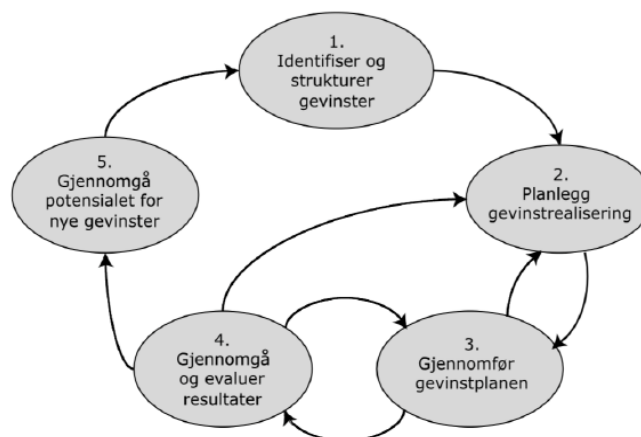 1.
Identifiser og
strukturer
gevinster
2.
Planlegg
gevinstrealisering
3.
Gjennomfør
gevinstplanen
4.
Gjennomgå
og evaluer
resultater
5.
Gjennomgå
potensialet for
nye gevinster